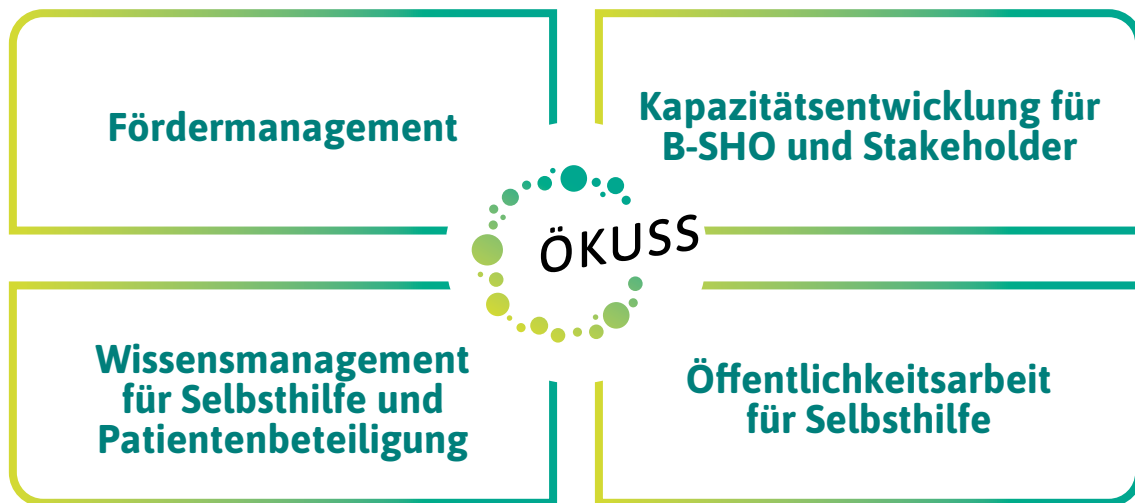 Fördermanagement
Kapazitätsentwicklung für
B-SHO und Stakeholder
ÖKUSS
Wissensmanagement
für Selbsthilfe und
Patientenbeteiligung
Öffentlichkeitsarbeit
für Selbsthilfe